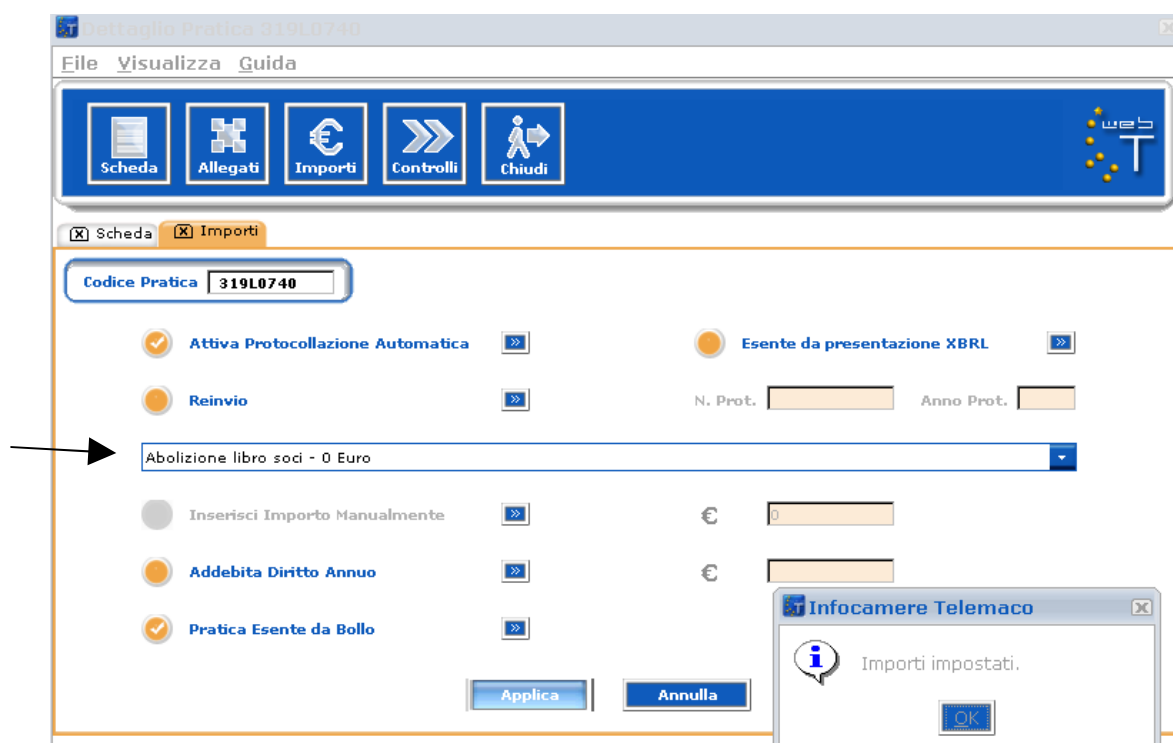 Dettaglio Pratica 319L0740
File Visualizza Guida
web
T
Scheda Allegati Importi Controlli Chiudi
Scheda Importi
Codice Pratica 319L0740
Attiva Protocollazione Automatica Esente da presentazione XBRL
Reinvio N. Prot. Anno Prot.
Abolizione libro soci - 0 Euro
Inserisci Importo Manualmente € 0
Addebita Diritto Annuo €
Infocamere Telemaco
Pratica Esente da Bollo
Importi impostati.
Applica Annulla
OK